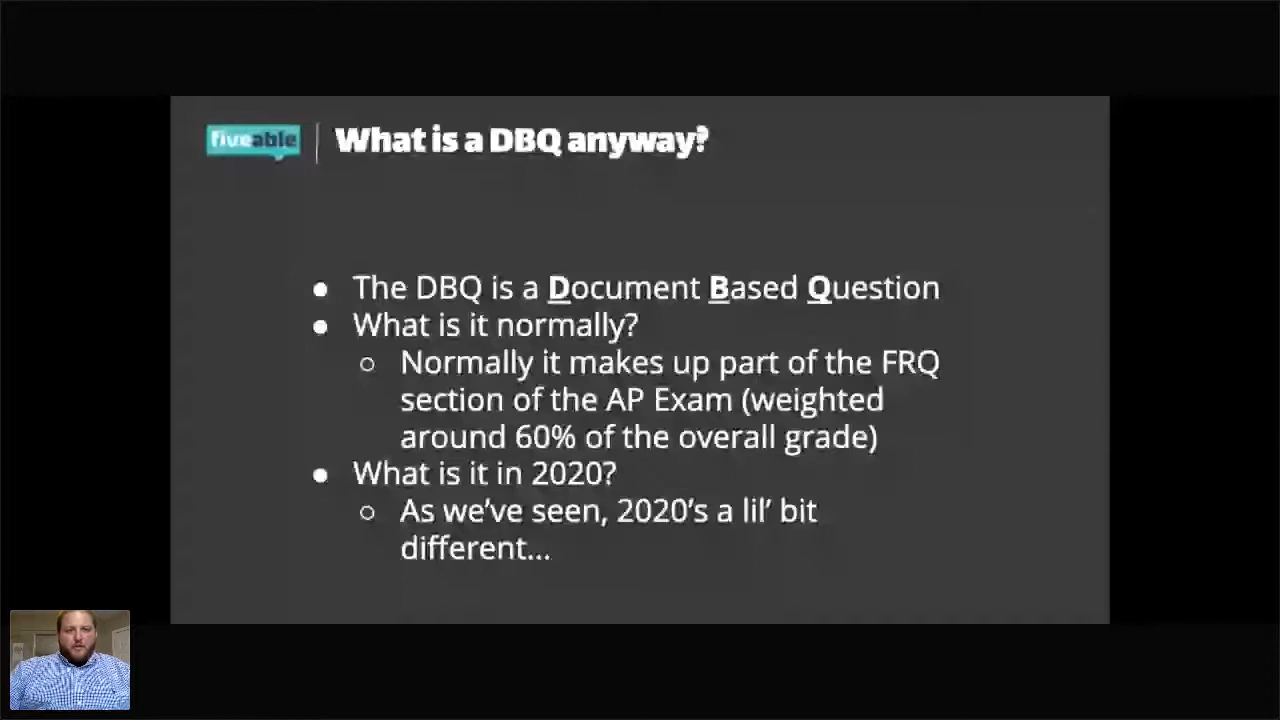 fiveable
What is a DBQ anyway?
● The DBQ is a Document Based Question
● What is it normally?
○ Normally it makes up part of the FRQ
section of the AP Exam (weighted
around 60% of the overall grade)
● What is it in 2020?
○ As we’ve seen, 2020’s a lil’ bit
different...